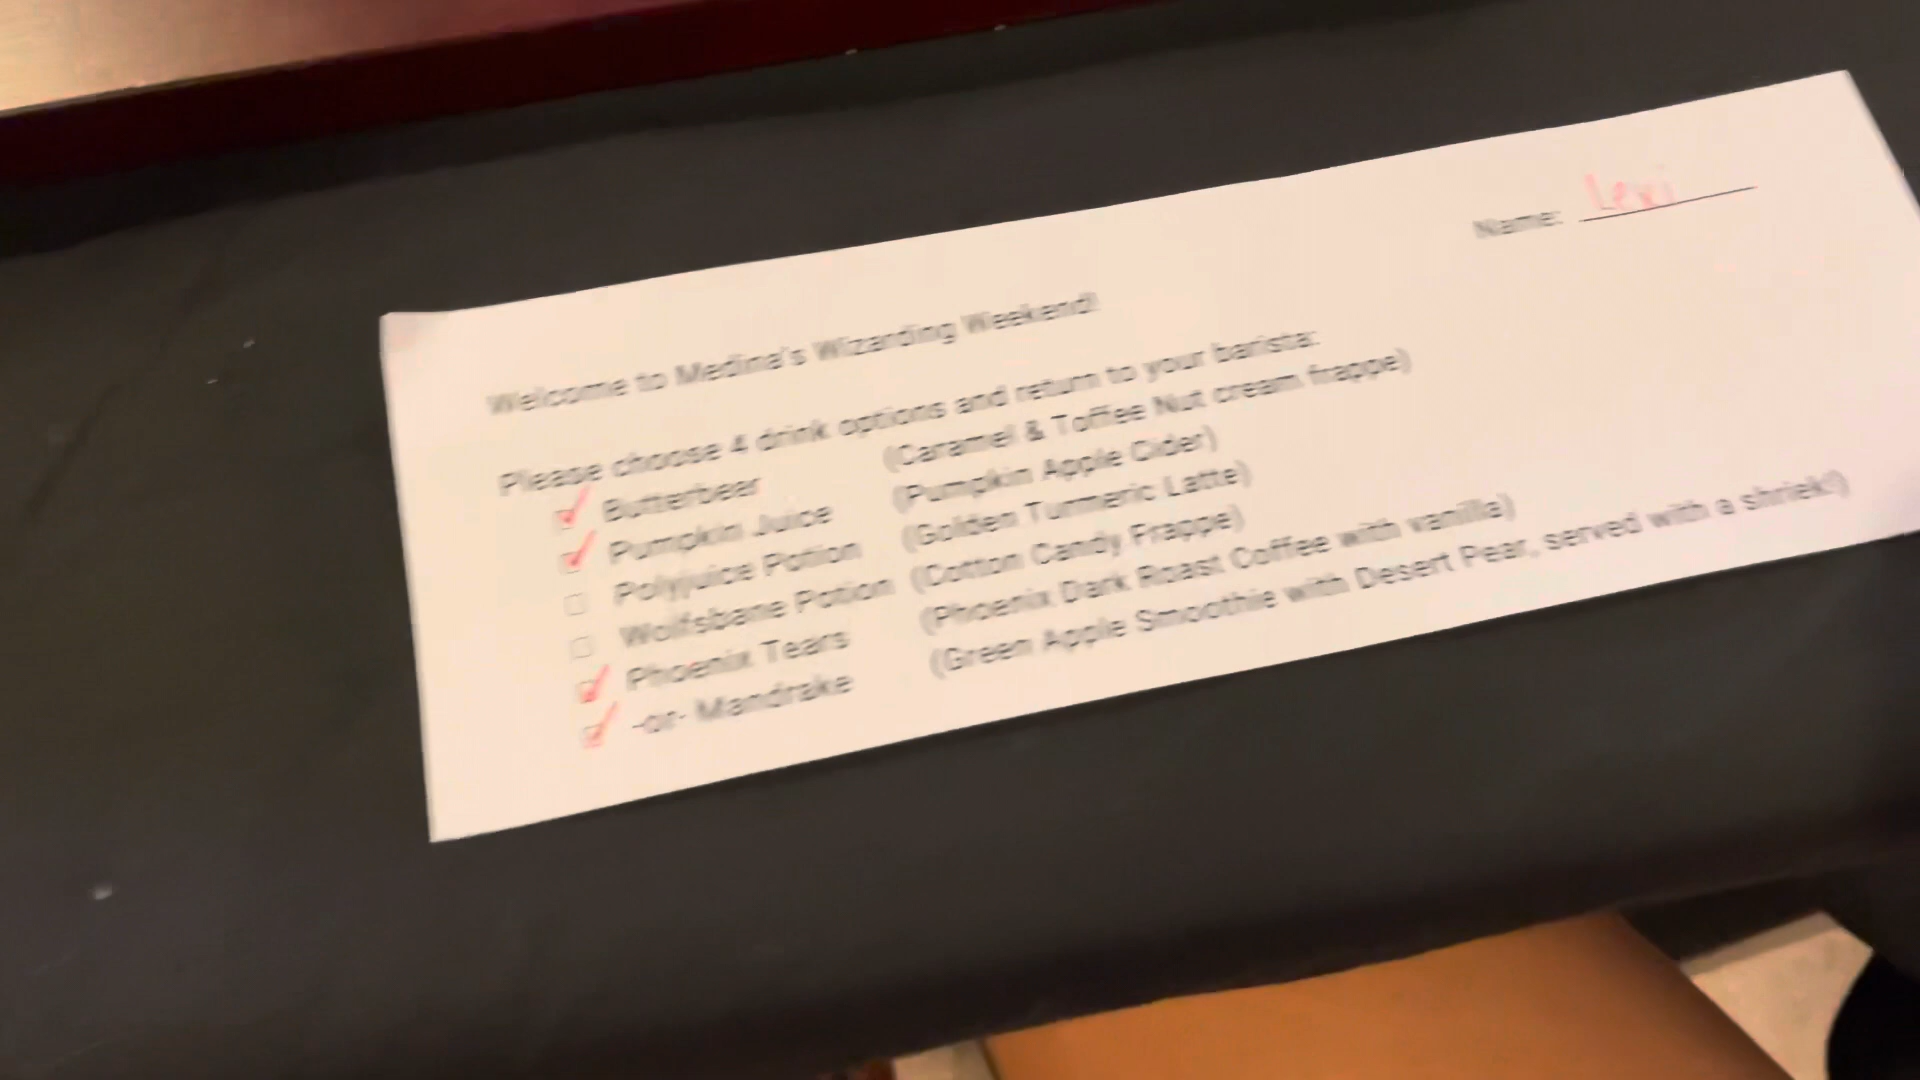 Name: Lexi
Welcome to Medina's Wizarding Weekend!
Please choose 4 drink options and return to your barista:
Butterbeer (Caramel & Toffee Nut cream frappe)
Pumpkin Juice (Pumpkin Apple Cider)
Polyjuice Potion (Golden Turmeric Latte)
Wolfsbane Potion (Cotton Candy Frappe)
Phoenix Tears (Phoenix Dark Roast Coffee with vanilla)
-or- Mandrake (Green Apple Smoothie with Desert Pear, served with a shriek!)